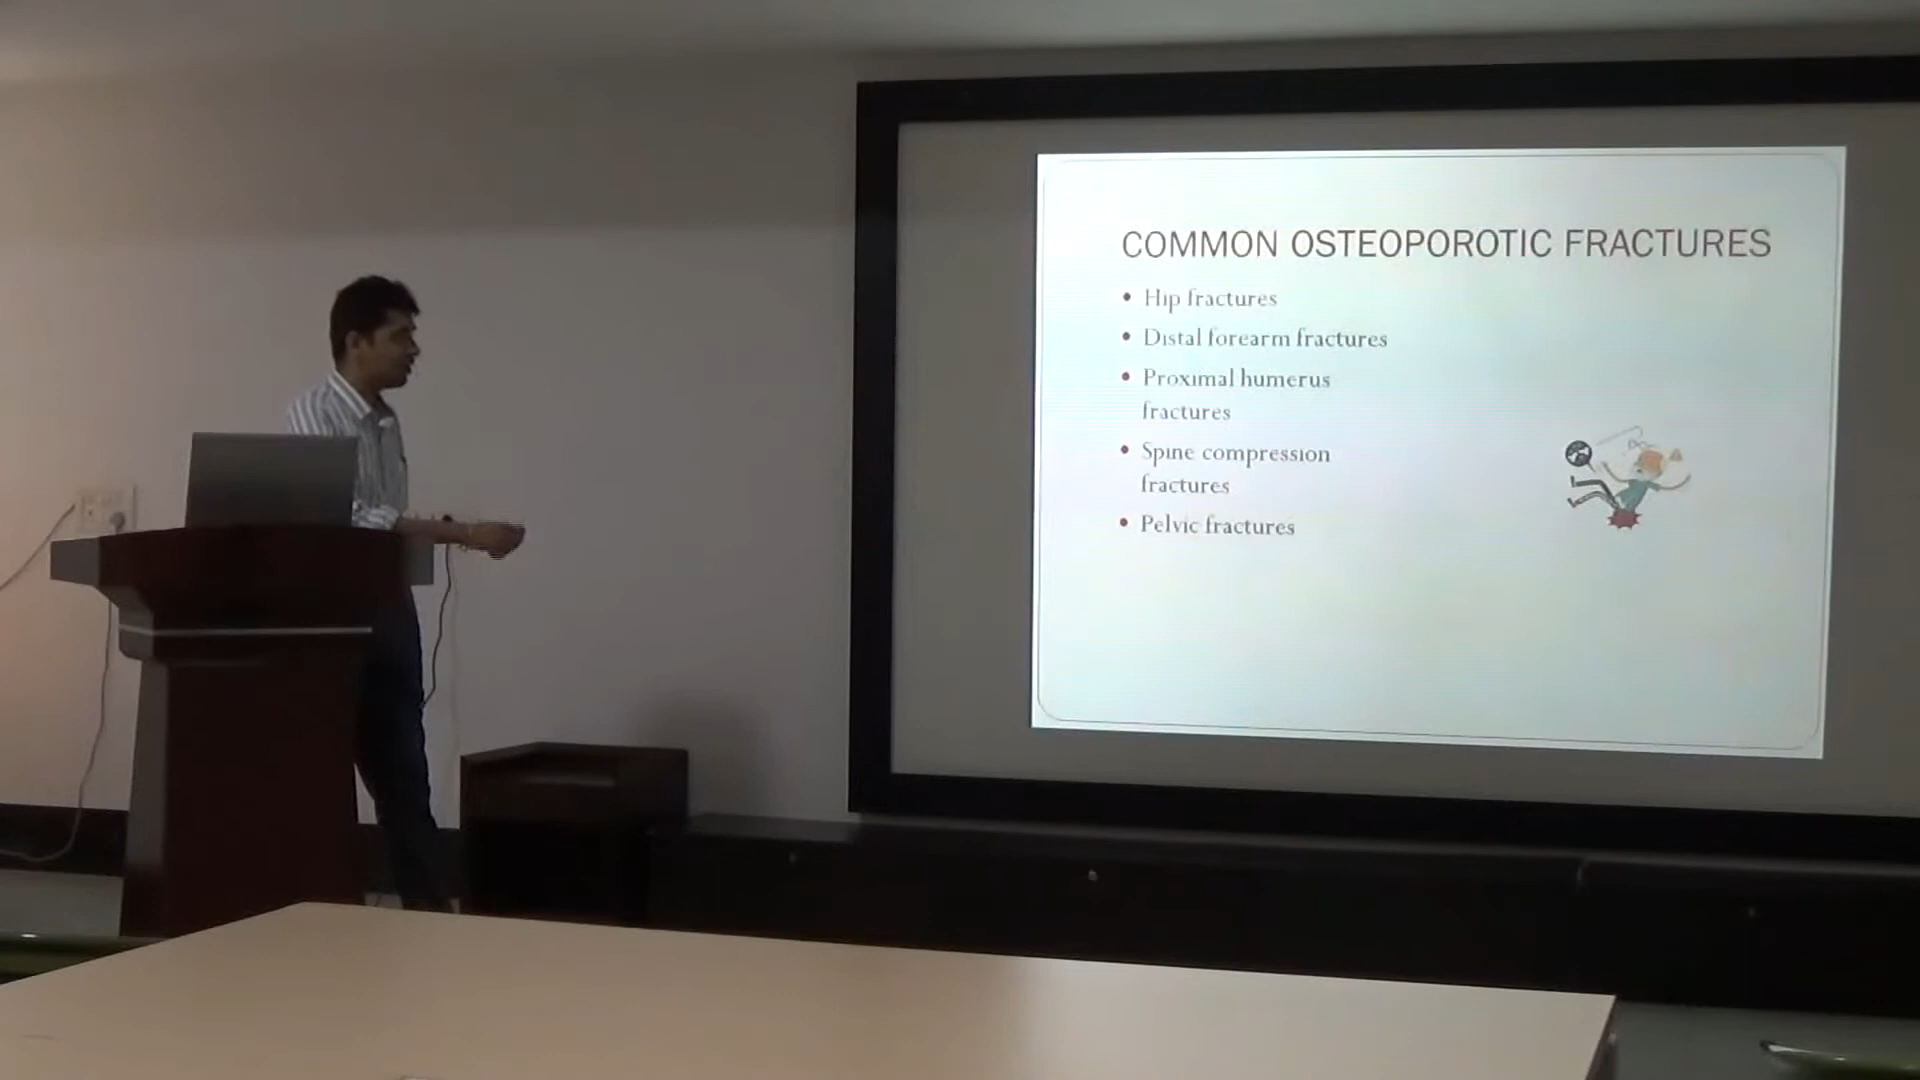 COMMON OSTEOPOROTIC FRACTURES
• Hip fractures
• Distal forearm fractures
• Proximal humerus
fractures
• Spine compression
fractures
• Pelvic fractures